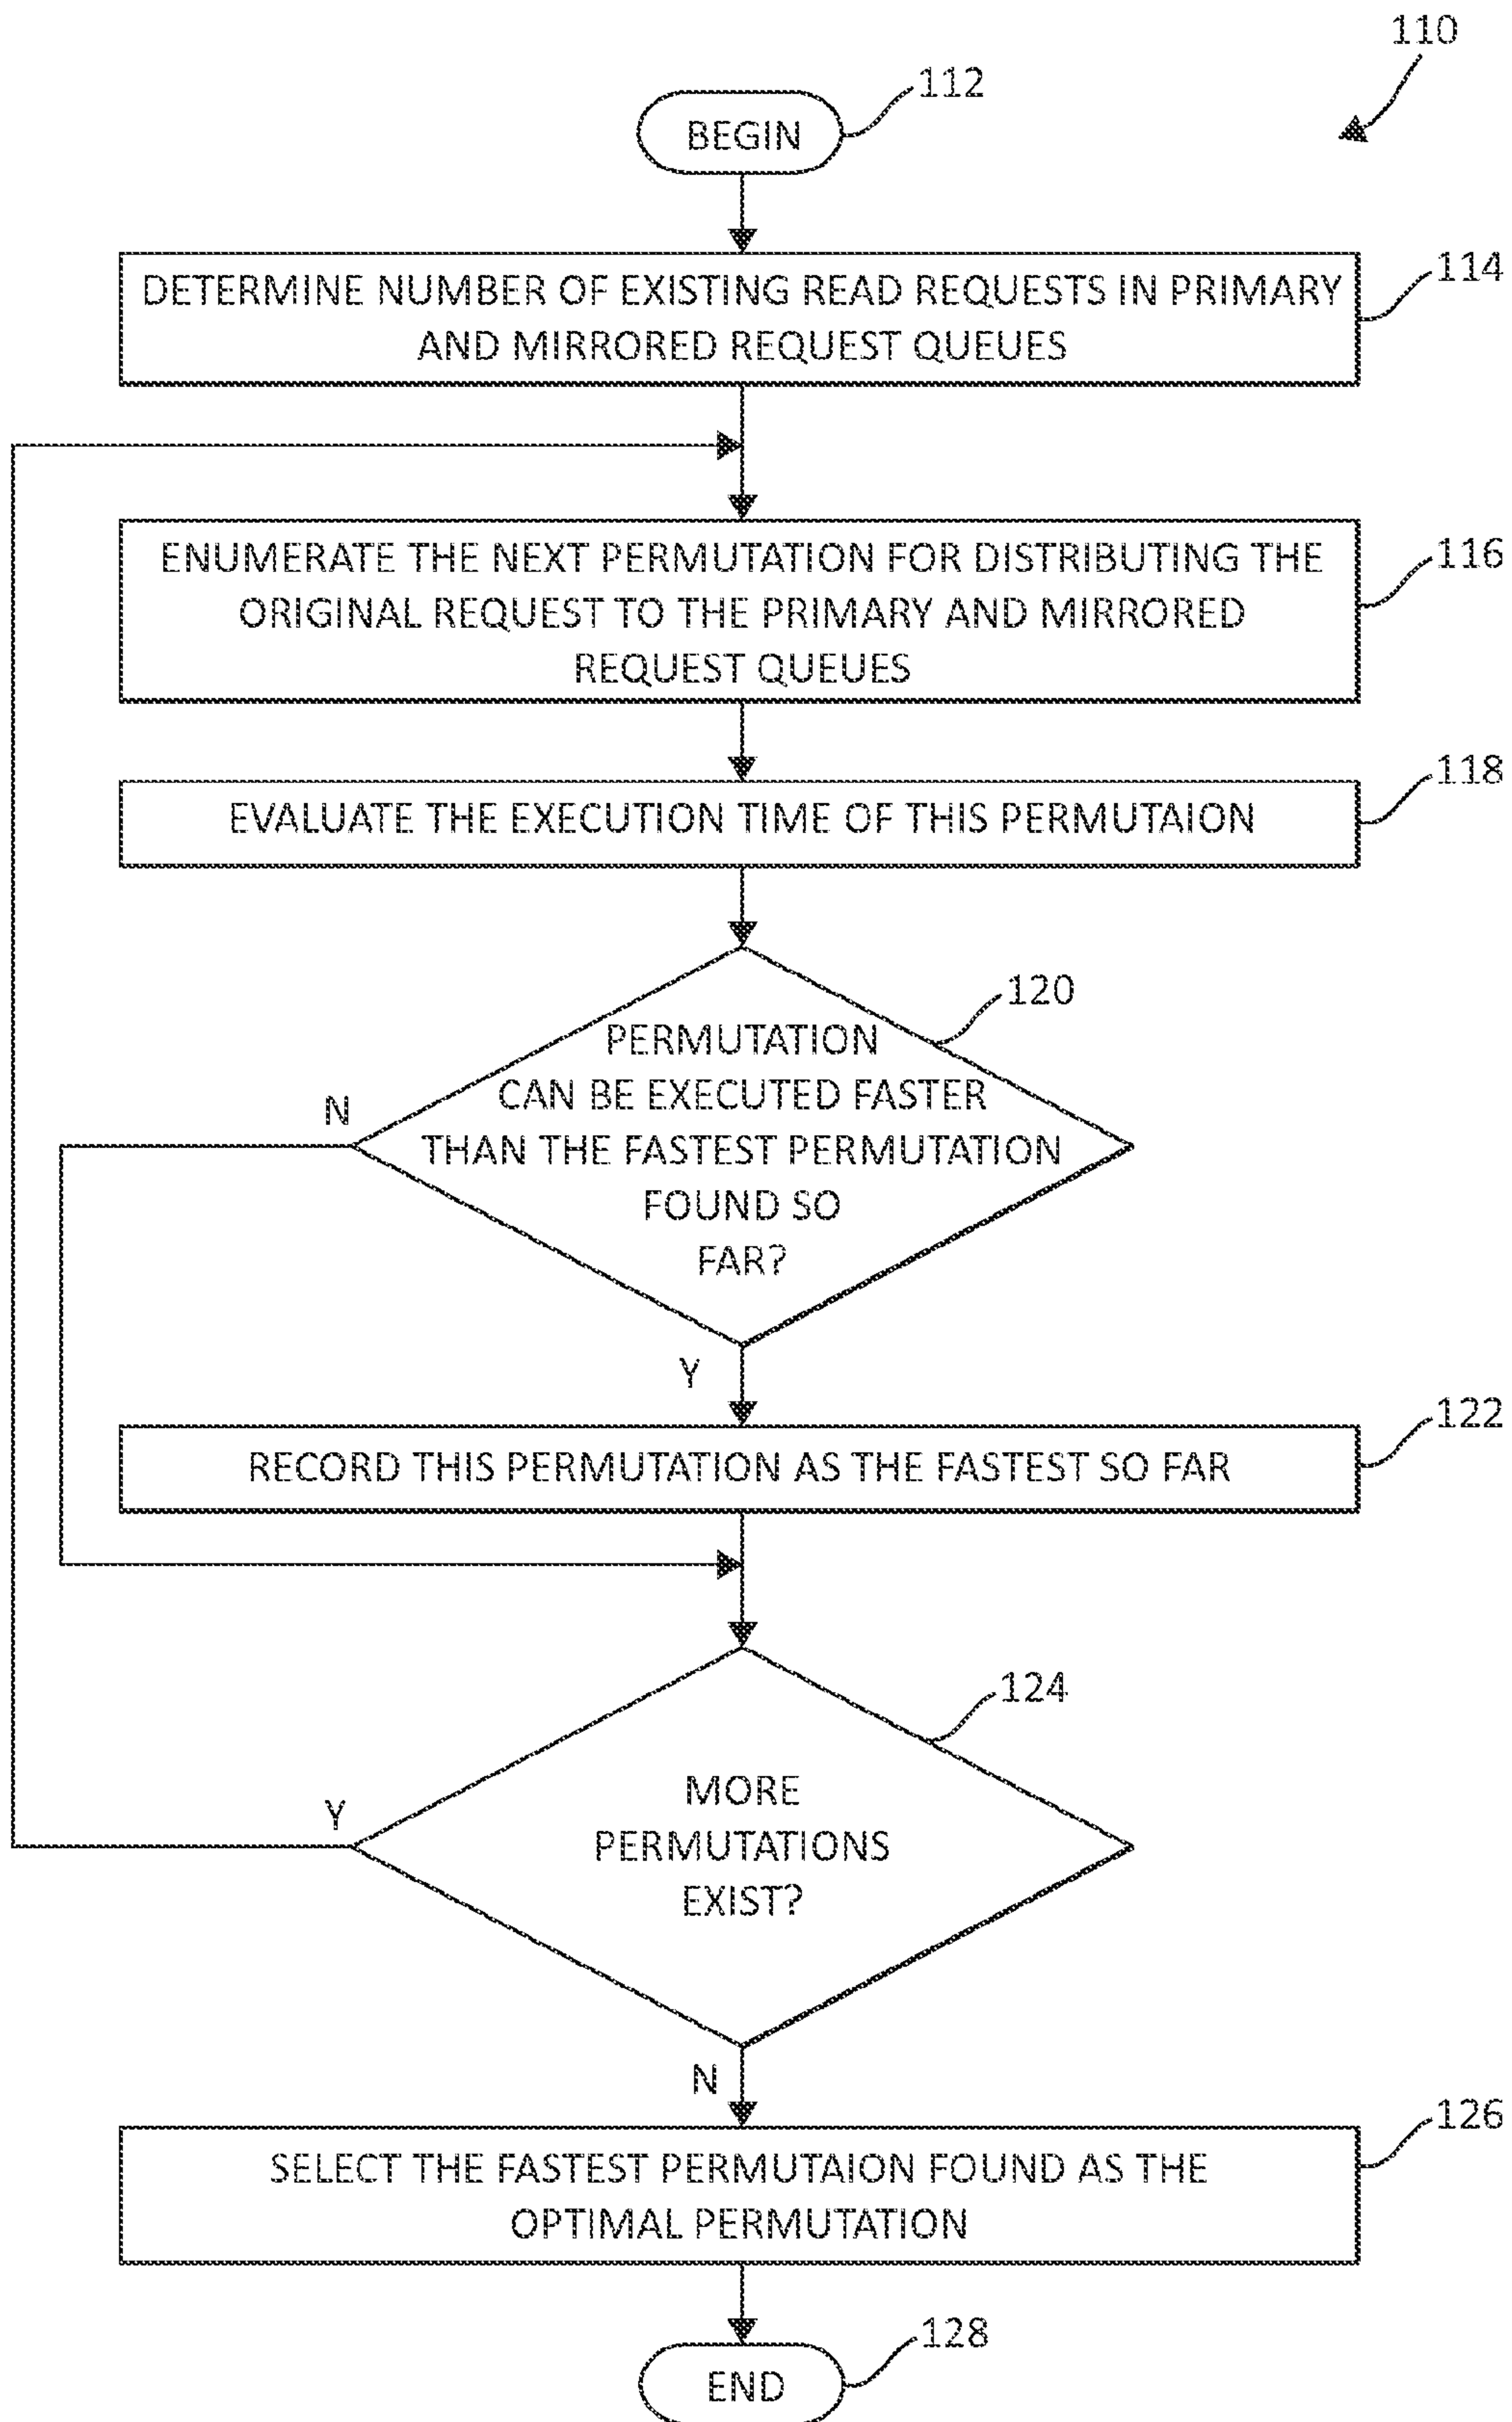 110
112
BEGIN
114
DETERMINE NUMBER OF EXISTING READ REQUESTS IN PRIMARY
AND MIRRORED REQUEST QUEUES
116
ENUMERATE THE NEXT PERMUTATION FOR DISTRIBUTING THE
ORIGINAL REQUEST TO THE PRIMARY AND MIRRORED
REQUEST QUEUES
118
EVALUATE THE EXECUTION TIME OF THIS PERMUTAION
120
PERMUTATION
CAN BE EXECUTED FASTER
THAN THE FASTEST PERMUTATION
FOUND SO
FAR?
N
Y
122
RECORD THIS PERMUTATION AS THE FASTEST SO FAR
124
MORE
PERMUTATIONS
EXIST?
Y
N
126
SELECT THE FASTEST PERMUTAION FOUND AS THE
OPTIMAL PERMUTATION
128
END